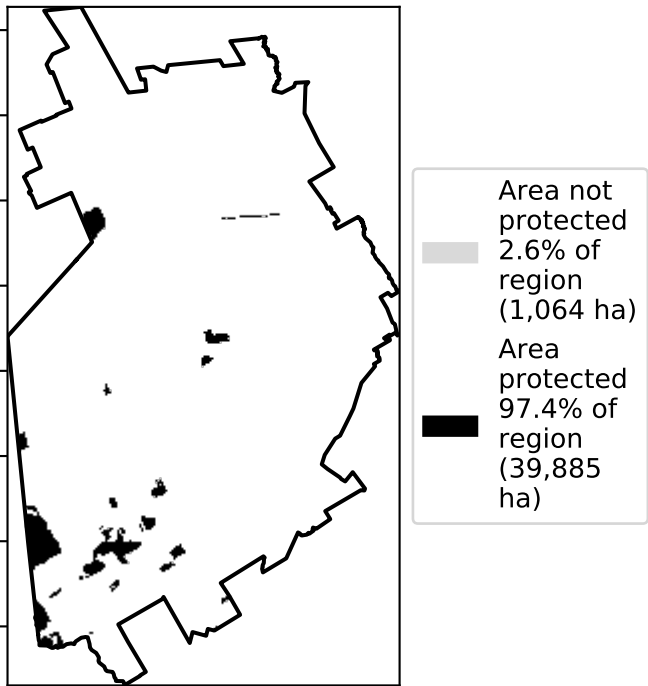 Area not
protected
2.6% of
region
(1,064 ha)
Area
protected
97.4% of
region
(39,885
ha)